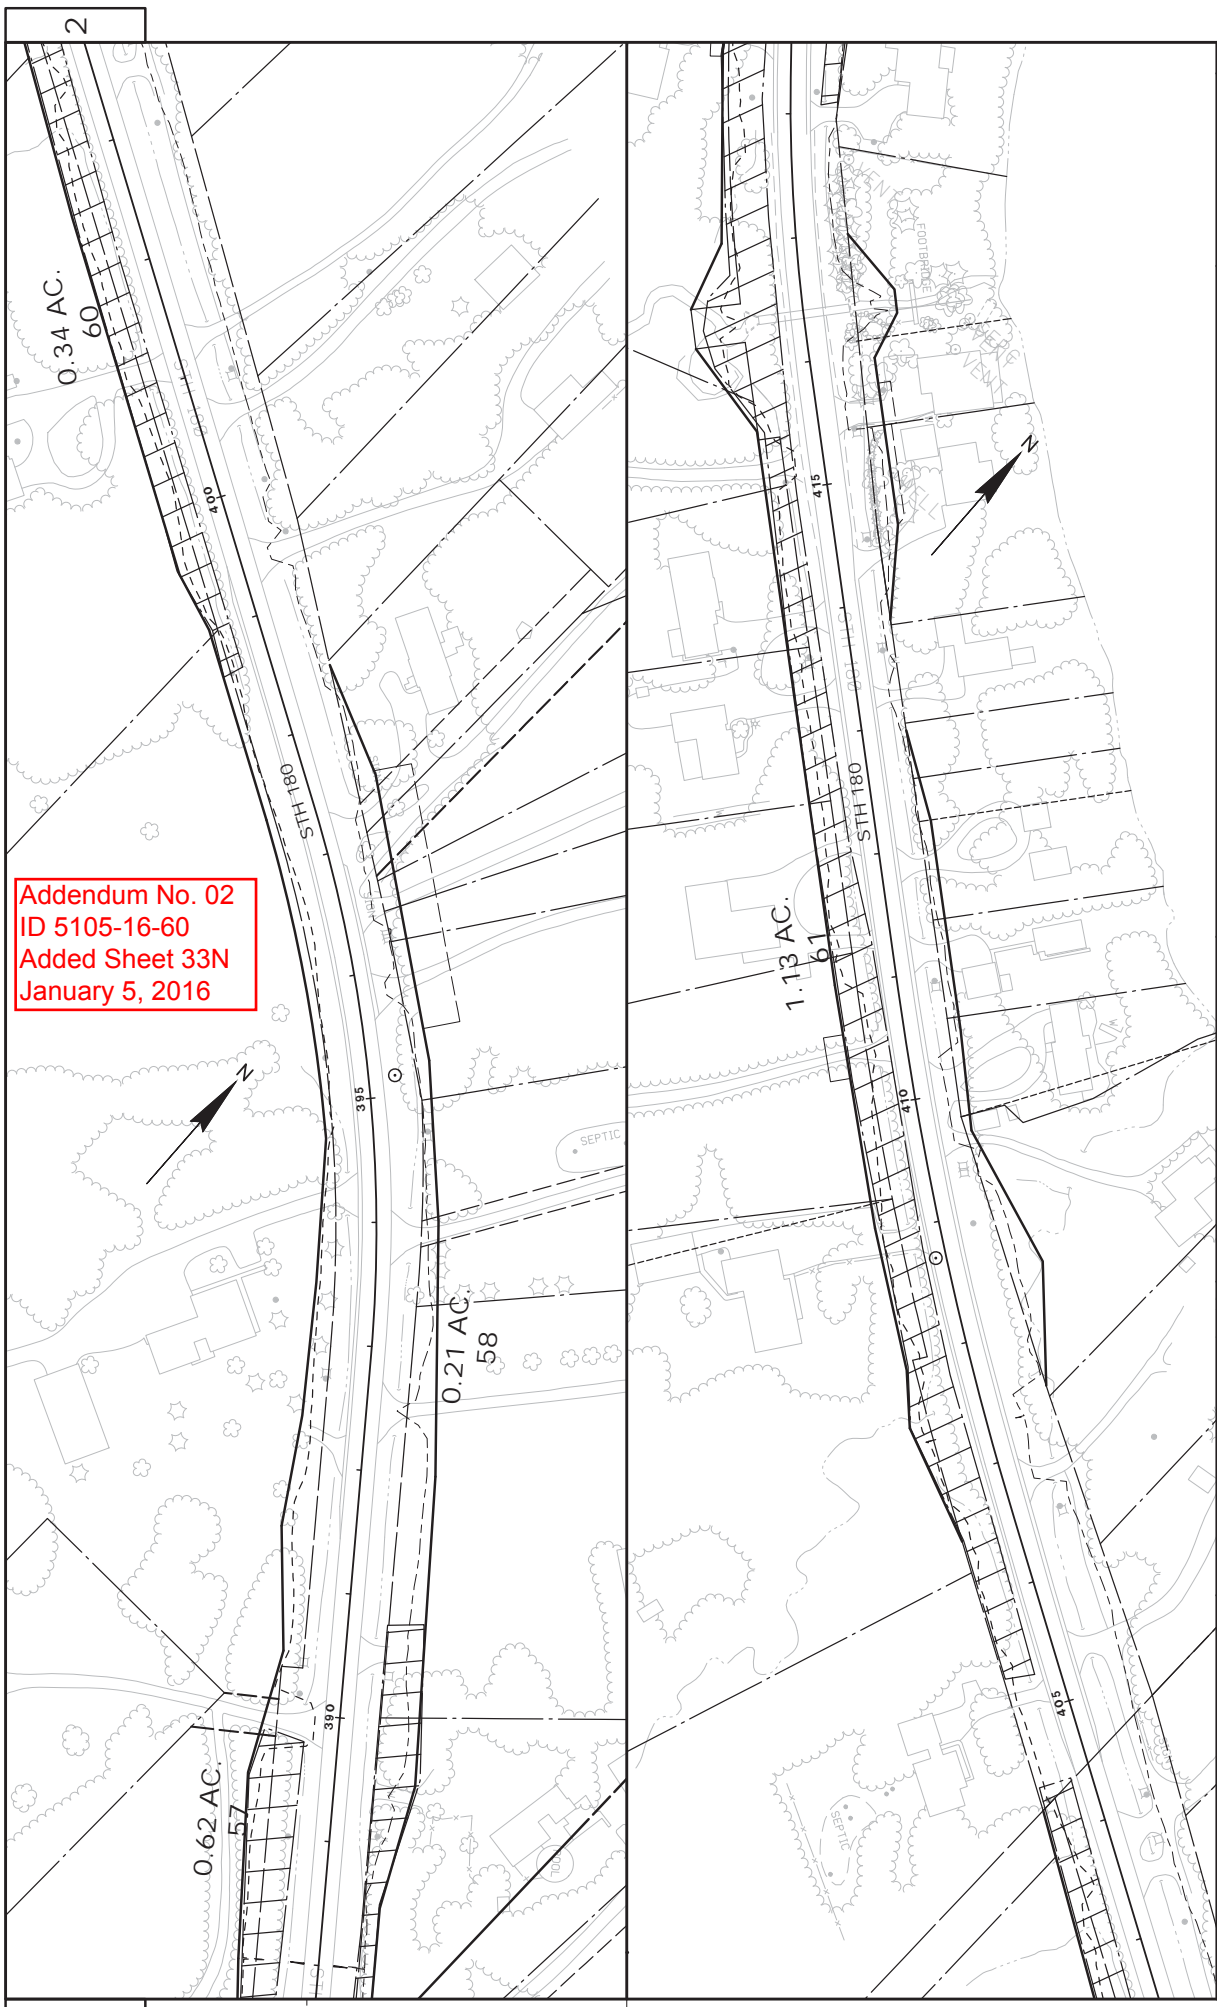 2
0.34 AC.
60
400
STH 180
Addendum No. 02
ID 5105-16-60
Added Sheet 33N
January 5, 2016
N
395
SEPTIC
0.21 AC.
58
390
0.62 AC.
57
FOOTBRIDGE
N
415
STH 180
STH 180
1.13 AC.
61
410
405
SEPTIC